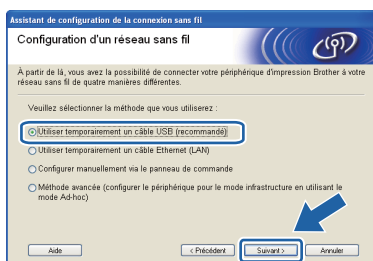 Assistant de configuration de la connexion sans fil
Configuration d'un réseau sans fil
À partir de là, vous avez la possibilité de connecter votre périphérique d'impression Brother à votre
réseau sans fil de quatre manières différentes.
Veuillez sélectionner la méthode que vous utiliserez :
Utiliser temporairement un câble USB (recommandé)
Utiliser temporairement un câble Ethernet (LAN)
Configurer manuellement via le panneau de commande
Méthode avancée (configurer le périphérique pour le mode infrastructure en utilisant le
mode Ad-hoc)
Aide < Précédent Suivant > Annuler